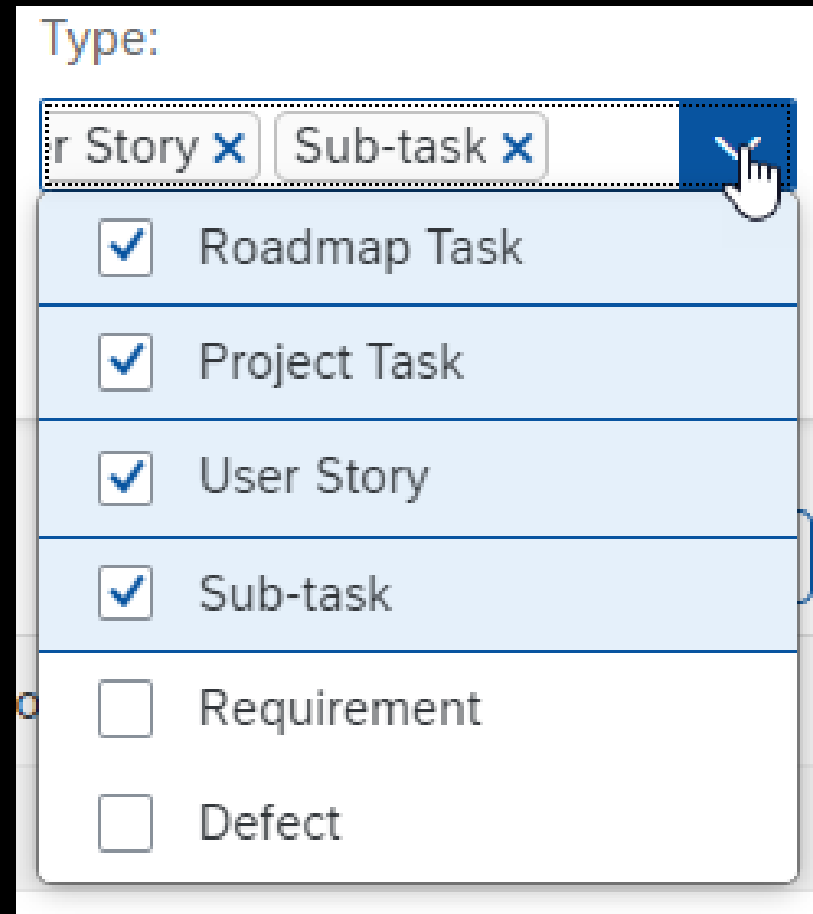 Type:
r Story Sub-task
Roadmap Task
Project Task
User Story
Sub-task
Requirement
Defect